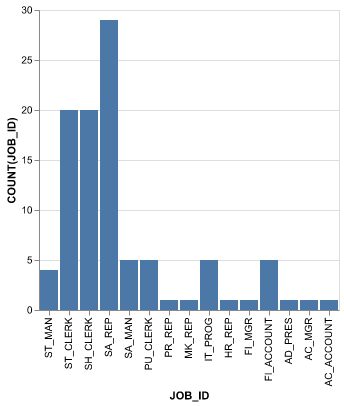 30
25
20
15
10
5
0
COUNT(JOB_ID)
ST_MAN
ST_CLERK
SH_CLERK
SA_REP
SA_MAN
PU_CLERK
PR_REP
MK_REP
IT_PROG
HR_REP
FI_MGR
FI_ACCOUNT
AD_PRES
AC_MGR
AC_ACCOUNT
JOB_ID